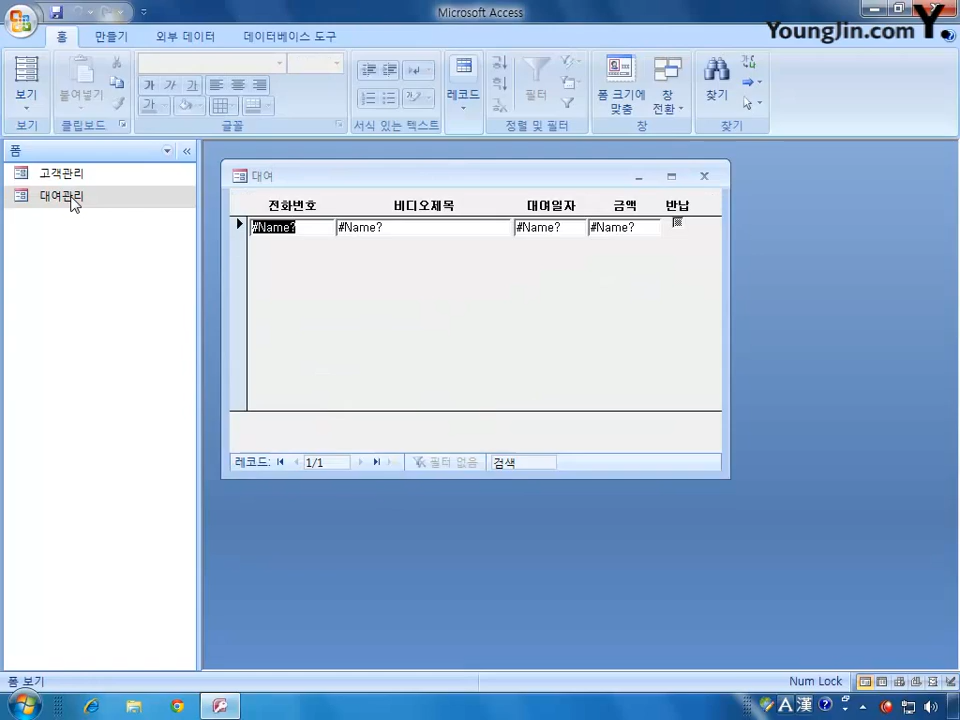 Microsoft Access
YoungJin.com Y.
홈 만들기 외부 데이터 데이터베이스 도구
보기 붙여넣기 가 가 가 레코드 필터 폼 크기에 맞춤 창 전환 찾기
보기 클립보드 글꼴 서식 있는 텍스트 정렬 및 필터 창 찾기
폼
고객관리
대여관리
대여
전화번호 비디오제목 대여일자 금액 반납
#Name? #Name? #Name? #Name?
레코드: 1/1 필터 없음 검색
폼 보기 Num Lock
A 漢